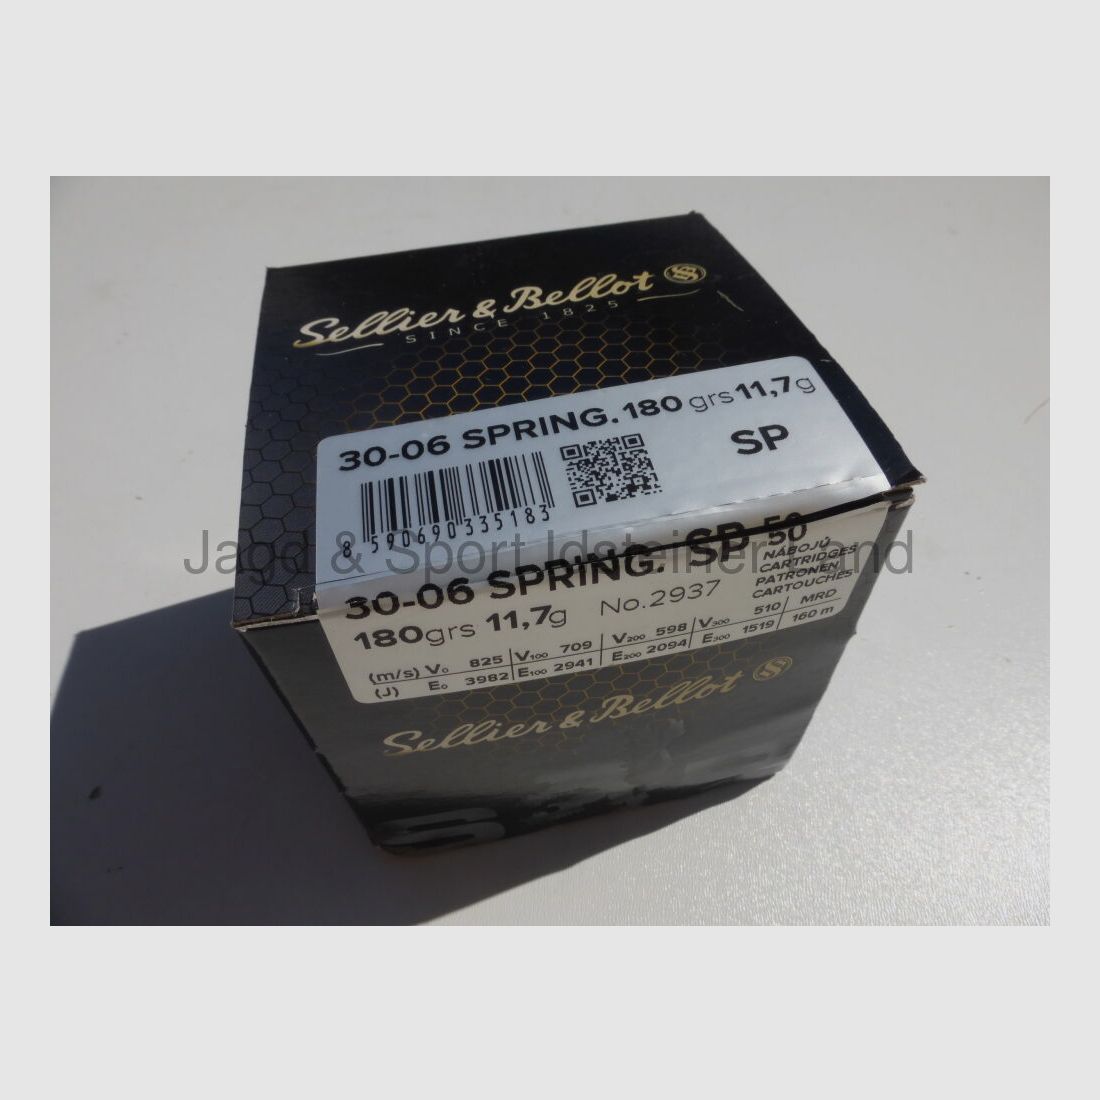 Sellier & Bellot
SINCE 1825
30-06 SPRING. 180 grs 11,7g
SP
8 590690 335183
Jagd & Sport Idsteiner Land
30-06 SPRING. SP 50
NÁBOJŮ
CARTRIDGES
PATRONEN
CARTOUCHES
180grs 11,7g No.2937
(m/s) V₀ 825 V₁₀₀ 709 V₂₀₀ 598 V₃₀₀ 510 MRD
(J) E₀ 3982 E₁₀₀ 2941 E₂₀₀ 2094 E₃₀₀ 1519 160 m
Sellier & Bellot